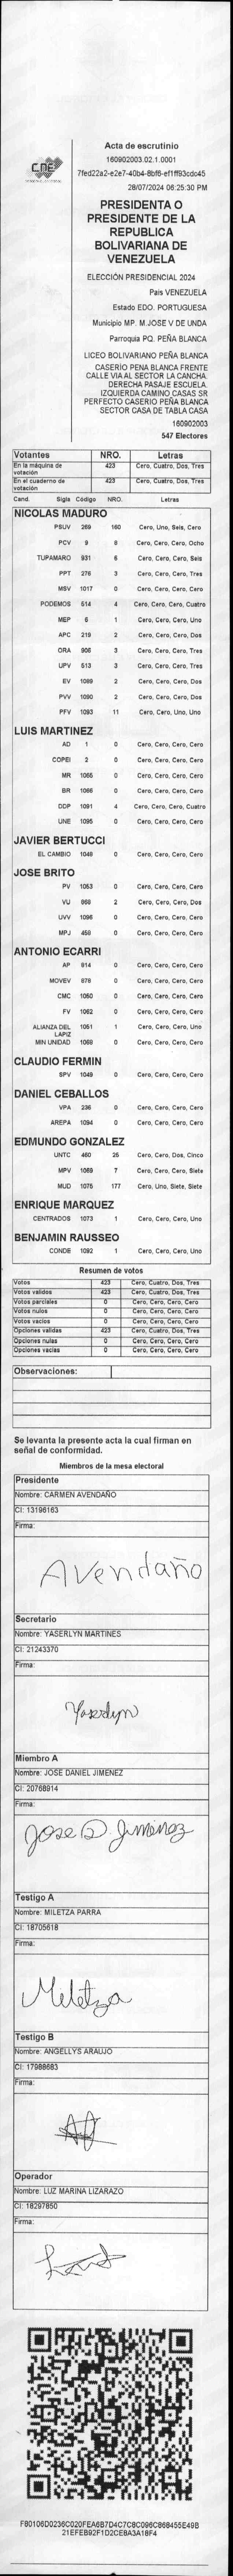 CNE
Acta de escrutinio
160902003.02.1.0001
7fed22a2-e2e7-40b4-8bf6-ef1ff93cdc45
28/07/2024 06:25:30 PM
PRESIDENTA O
PRESIDENTE DE LA
REPUBLICA
BOLIVARIANA DE
VENEZUELA
ELECCIÓN PRESIDENCIAL 2024
Pais VENEZUELA
Estado EDO. PORTUGUESA
Municipio MP. M.JOSE V DE UNDA
Parroquia PQ. PEÑA BLANCA
LICEO BOLIVARIANO PEÑA BLANCA
CASERÍO PENA BLANCA FRENTE
CALLE VIA AL SECTOR LA CANCHA.
DERECHA PASAJE ESCUELA.
IZQUIERDA CAMINO CASAS SR
PERFECTO CASERIO PEÑA BLANCA
SECTOR CASA DE TABLA CASA
160902003
547 Electores
Votantes NRO. Letras
En la máquina de votación 423 Cero, Cuatro, Dos, Tres
En el cuaderno de votación 423 Cero, Cuatro, Dos, Tres
Cand. Sigla Código NRO. Letras
NICOLAS MADURO
PSUV 269 160 Cero, Uno, Seis, Cero
PCV 9 8 Cero, Cero, Cero, Ocho
TUPAMARO 931 6 Cero, Cero, Cero, Seis
PPT 276 3 Cero, Cero, Cero, Tres
MSV 1017 0 Cero, Cero, Cero, Cero
PODEMOS 514 4 Cero, Cero, Cero, Cuatro
MEP 6 1 Cero, Cero, Cero, Uno
APC 219 2 Cero, Cero, Cero, Dos
ORA 906 3 Cero, Cero, Cero, Tres
UPV 513 3 Cero, Cero, Cero, Tres
EV 1089 2 Cero, Cero, Cero, Dos
PVV 1090 2 Cero, Cero, Cero, Dos
PFV 1093 11 Cero, Cero, Uno, Uno
LUIS MARTINEZ
AD 1 0 Cero, Cero, Cero, Cero
COPEI 2 0 Cero, Cero, Cero, Cero
MR 1065 0 Cero, Cero, Cero, Cero
BR 1066 0 Cero, Cero, Cero, Cero
DDP 1091 4 Cero, Cero, Cero, Cuatro
UNE 1095 0 Cero, Cero, Cero, Cero
JAVIER BERTUCCI
EL CAMBIO 1048 0 Cero, Cero, Cero, Cero
JOSE BRITO
PV 1053 0 Cero, Cero, Cero, Cero
VU 968 2 Cero, Cero, Cero, Dos
UVV 1096 0 Cero, Cero, Cero, Cero
MPJ 458 0 Cero, Cero, Cero, Cero
ANTONIO ECARRI
AP 914 0 Cero, Cero, Cero, Cero
MOVEV 878 0 Cero, Cero, Cero, Cero
CMC 1050 0 Cero, Cero, Cero, Cero
FV 1062 0 Cero, Cero, Cero, Cero
ALIANZA DEL LAPIZ 1051 1 Cero, Cero, Cero, Uno
MIN UNIDAD 1068 0 Cero, Cero, Cero, Cero
CLAUDIO FERMIN
SPV 1049 0 Cero, Cero, Cero, Cero
DANIEL CEBALLOS
VPA 236 0 Cero, Cero, Cero, Cero
AREPA 1094 0 Cero, Cero, Cero, Cero
EDMUNDO GONZALEZ
UNTC 460 25 Cero, Cero, Dos, Cinco
MPV 1069 7 Cero, Cero, Cero, Siete
MUD 1075 177 Cero, Uno, Siete, Siete
ENRIQUE MARQUEZ
CENTRADOS 1073 1 Cero, Cero, Cero, Uno
BENJAMIN RAUSSEO
CONDE 1092 1 Cero, Cero, Cero, Uno
Resumen de votos
Votos 423 Cero, Cuatro, Dos, Tres
Votos validos 423 Cero, Cuatro, Dos, Tres
Votos parciales 0 Cero, Cero, Cero, Cero
Votos nulos 0 Cero, Cero, Cero, Cero
Votos vacios 0 Cero, Cero, Cero, Cero
Opciones validas 423 Cero, Cuatro, Dos, Tres
Opciones nulas 0 Cero, Cero, Cero, Cero
Opciones vacias 0 Cero, Cero, Cero, Cero
Observaciones:
Se levanta la presente acta la cual firman en
señal de conformidad.
Miembros de la mesa electoral
Presidente
Nombre: CARMEN AVENDAÑO
CI: 13196163
Firma:
Avendaño
Secretario
Nombre: YASERLYN MARTINES
CI: 21243370
Firma:
Yaserlyn
Miembro A
Nombre: JOSE DANIEL JIMENEZ
CI: 20768914
Firma:
Jose D Jimenez
Testigo A
Nombre: MILETZA PARRA
CI: 18705618
Firma:
Miletza
Testigo B
Nombre: ANGELLYS ARAUJO
CI: 17988683
Firma:
Operador
Nombre: LUZ MARINA LIZARAZO
CI: 18297850
Firma:
F80106D0236C020FEA6B7D4C7C8C096C868455E49B
21EFEB92F1D2CE8A3A18F4